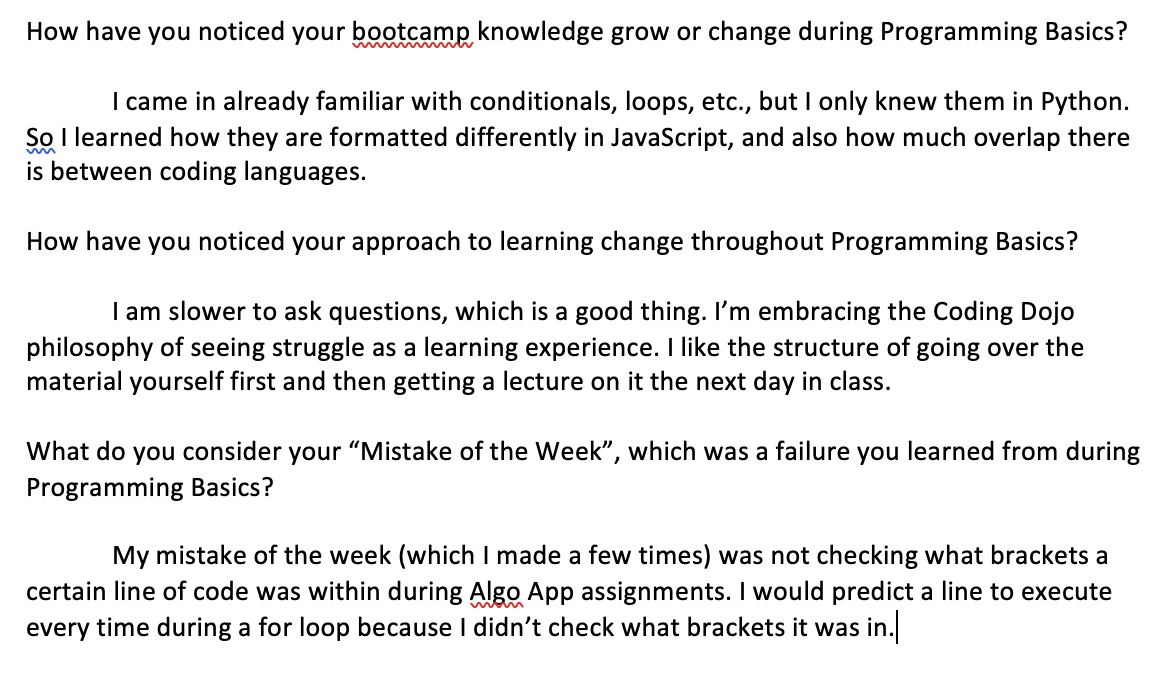 How have you noticed your bootcamp knowledge grow or change during Programming Basics?
I came in already familiar with conditionals, loops, etc., but I only knew them in Python.
So I learned how they are formatted differently in JavaScript, and also how much overlap there
is between coding languages.
How have you noticed your approach to learning change throughout Programming Basics?
I am slower to ask questions, which is a good thing. I’m embracing the Coding Dojo
philosophy of seeing struggle as a learning experience. I like the structure of going over the
material yourself first and then getting a lecture on it the next day in class.
What do you consider your “Mistake of the Week”, which was a failure you learned from during
Programming Basics?
My mistake of the week (which I made a few times) was not checking what brackets a
certain line of code was within during Algo App assignments. I would predict a line to execute
every time during a for loop because I didn’t check what brackets it was in.